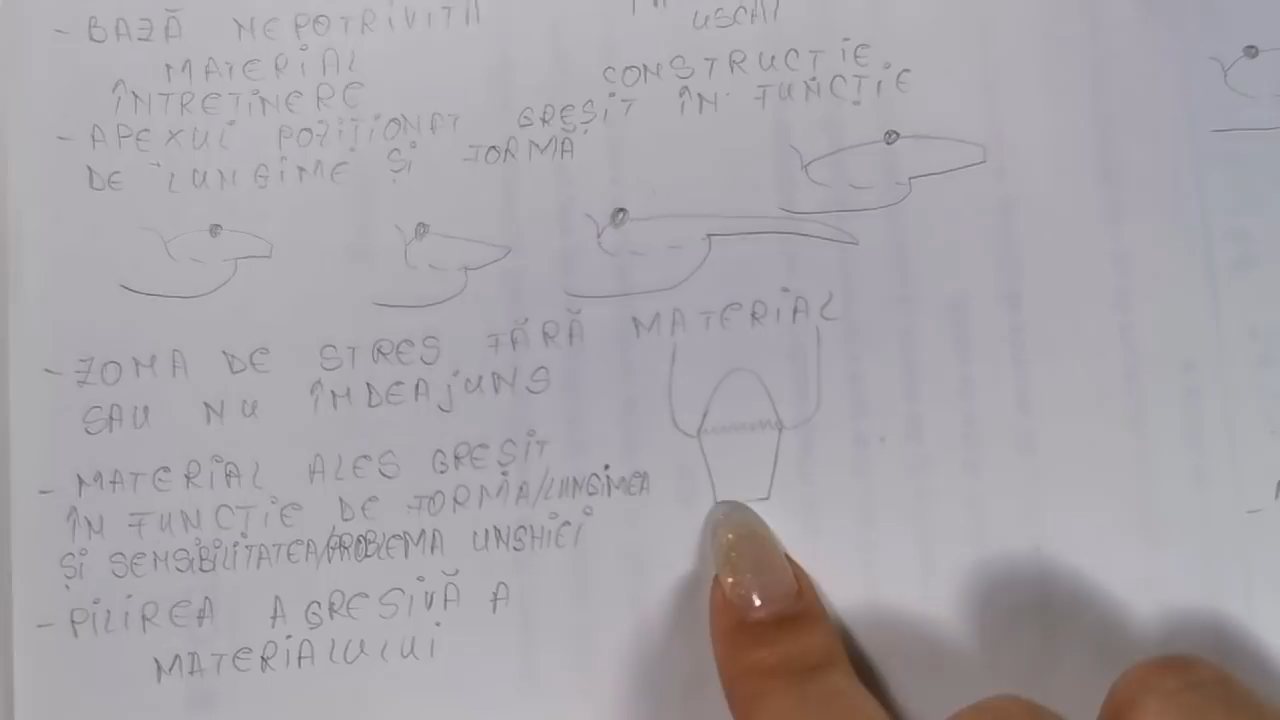 - BAZĂ NEPOTRIVITĂ
MATERIAL
ÎNTREȚINERE
USCAT
CONSTRUCȚIE
- APEXUL POZIȚIONAT GREȘIT ÎN FUNCȚIE
DE LUNGIME ȘI FORMĂ
- ZONA DE STRES FĂRĂ MATERIAL
SAU NU ÎNDEAJUNS
- MATERIAL ALES GREȘIT
ÎN FUNCȚIE DE FORMA/LUNGIMEA
ȘI SENSIBILITATEA/PROBLEMA UNGHIEI
- PILIREA AGRESIVĂ A
MATERIALULUI